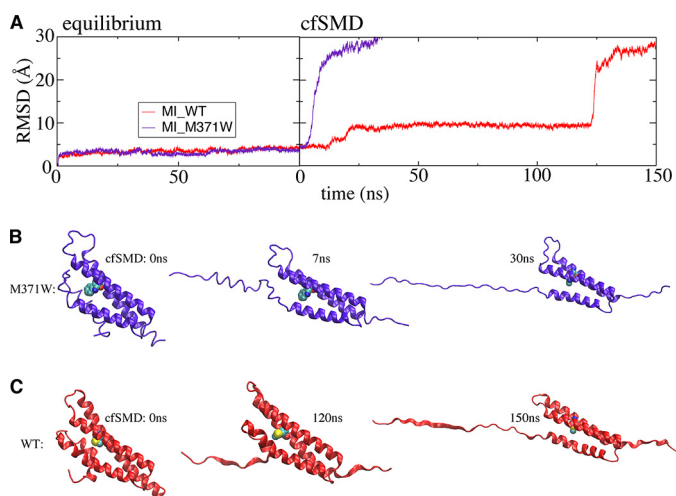 A
equilibrium
cfSMD
RMSD (Å)
30
20
10
0
MI_WT
MI_M371W
0
50
0
50
100
150
time (ns)
B
cfSMD: 0ns
7ns
30ns
M371W:
C
cfSMD: 0ns
120ns
150ns
WT: